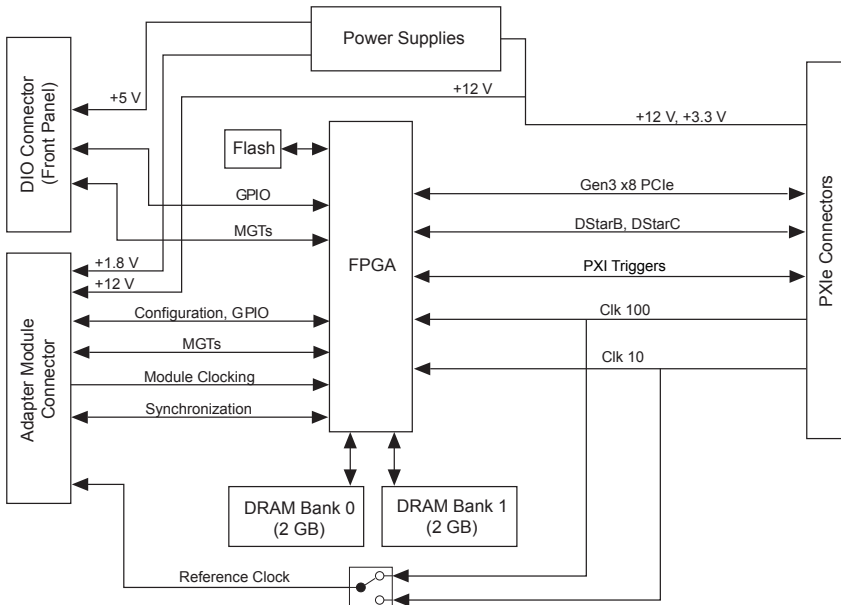 Power Supplies
+5 V
+12 V
+12 V, +3.3 V
DIO Connector
(Front Panel)
Flash
GPIO
MGTs
FPGA
Gen3 x8 PCIe
DStarB, DStarC
PXI Triggers
Clk 100
Clk 10
PXIe Connectors
+1.8 V
+12 V
Configuration, GPIO
MGTs
Module Clocking
Synchronization
Adapter Module
Connector
DRAM Bank 0
(2 GB)
DRAM Bank 1
(2 GB)
Reference Clock